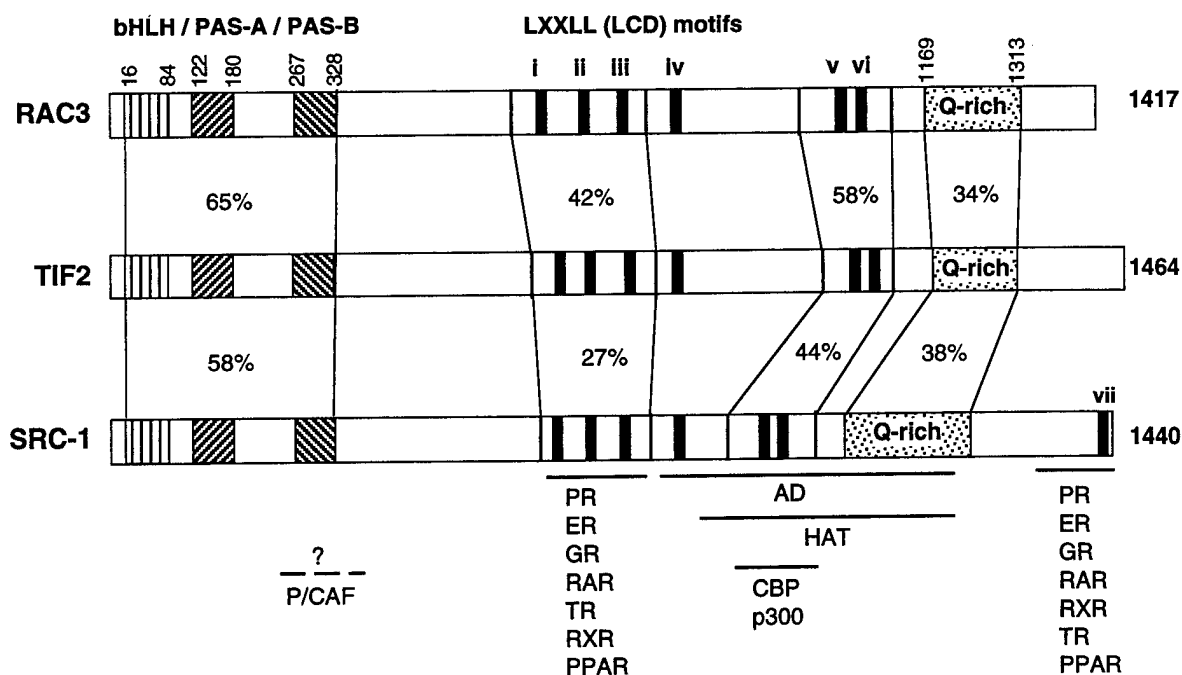 bHLH / PAS-A / PAS-B
LXXLL (LCD) motifs
16 84 122 180 267 328
i ii iii iv v vi
1169 1313
RAC3 Q-rich 1417
65% 42% 58% 34%
TIF2 Q-rich 1464
58% 27% 44% 38%
vii
SRC-1 Q-rich 1440
?
P/CAF
PR
ER
GR
RAR
TR
RXR
PPAR
AD
HAT
CBP
p300
PR
ER
GR
RAR
RXR
TR
PPAR